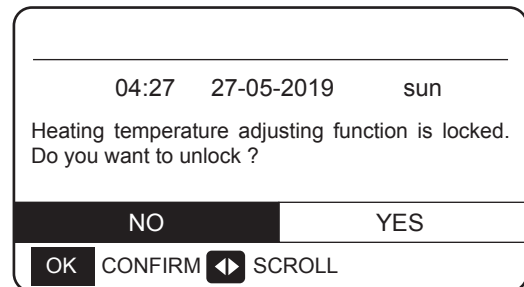 04:27 27-05-2019 sun
Heating temperature adjusting function is locked.
Do you want to unlock ?
NO YES
OK CONFIRM SCROLL